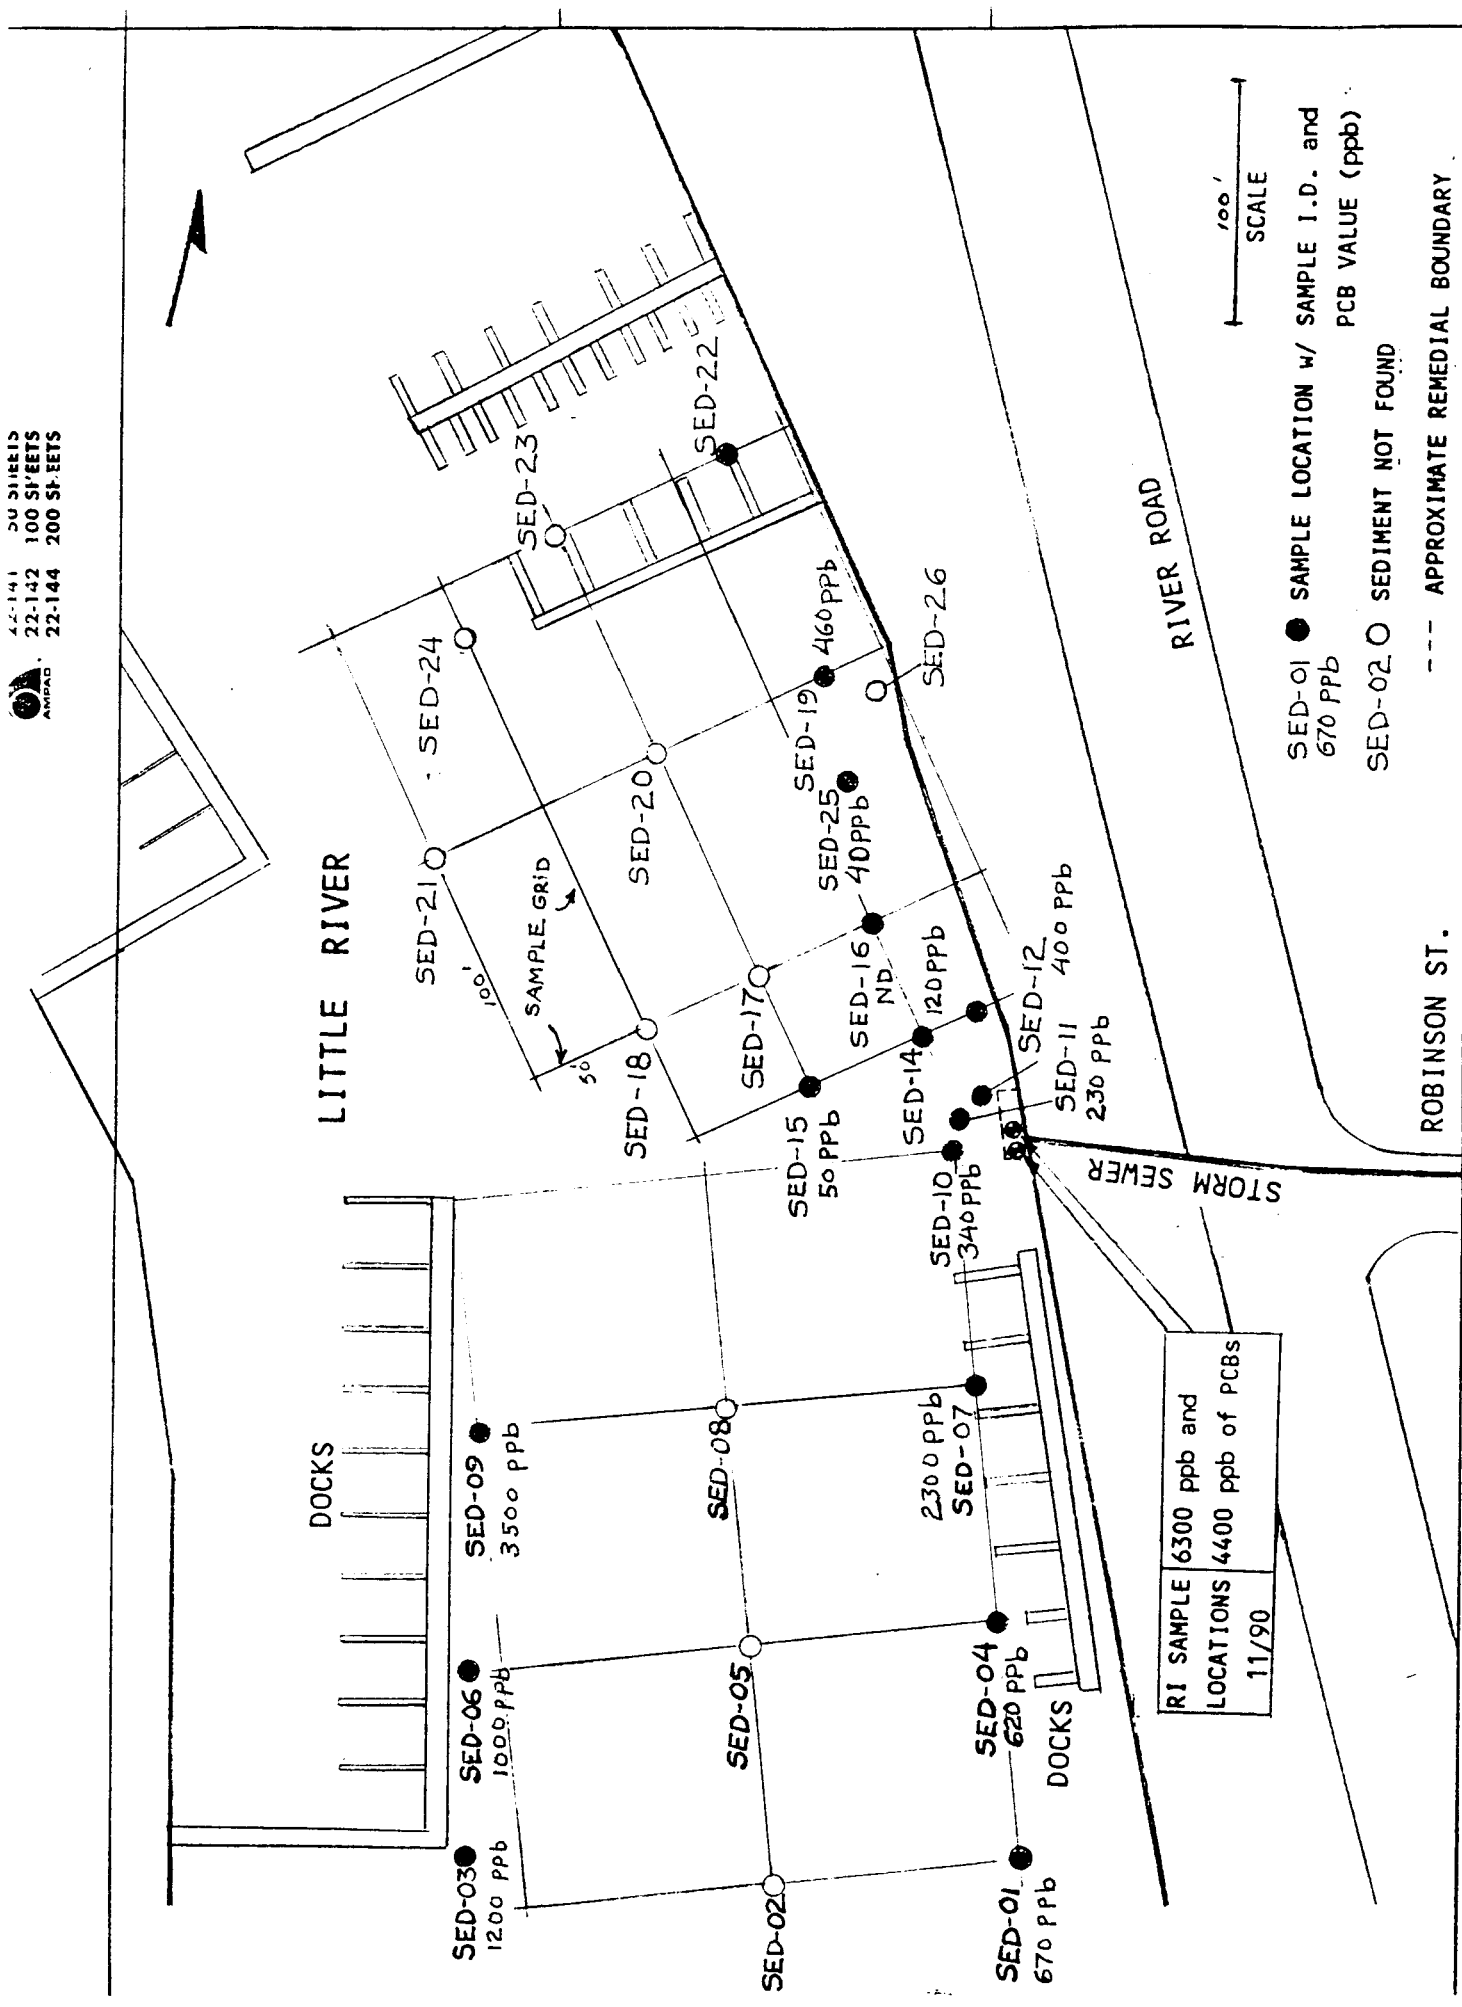 50 SHEETS
22-142 100 SHEETS
22-144 200 SHEETS
AMPAD
LITTLE RIVER
DOCKS
SED-03
1200 PPb
SED-06
1000 PPb
SED-09
3500 PPb
SED-02
SED-05
SED-08
SED-01
670 PPb
SED-04
620 PPb
2300 PPb
SED-07
DOCKS
SED-10
340 PPb
SED-11
230 PPb
SED-12
400 PPb
SED-14
120 PPb
SED-15
50 PPb
SED-16
ND
SED-17
SED-18
50'
100'
SAMPLE GRID
SED-21
SED-20
SED-24
SED-23
SED-22
SED-19
460 PPb
SED-25
40 PPb
SED-26
STORM SEWER
RIVER ROAD
ROBINSON ST.
RI SAMPLE
LOCATIONS
11/90
6300 ppb and
4400 ppb of PCBs
100'
SCALE
SED-01 SAMPLE LOCATION W/ SAMPLE I.D. and
670 PPb
PCB VALUE (ppb)
SED-02 SEDIMENT NOT FOUND
--- APPROXIMATE REMEDIAL BOUNDARY